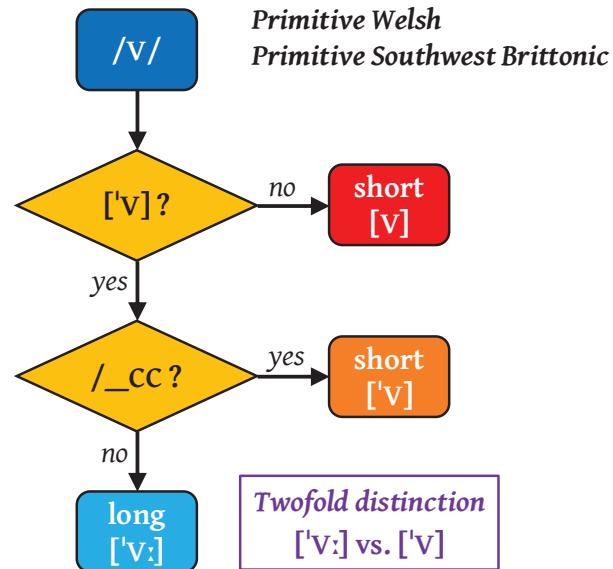 /V/
Primitive Welsh
Primitive Southwest Brittonic
[ˈV] ?
no
short
[V]
yes
/_CC ?
yes
short
[ˈV]
no
long
[ˈVː]
Twofold distinction
[ˈVː] vs. [ˈV]